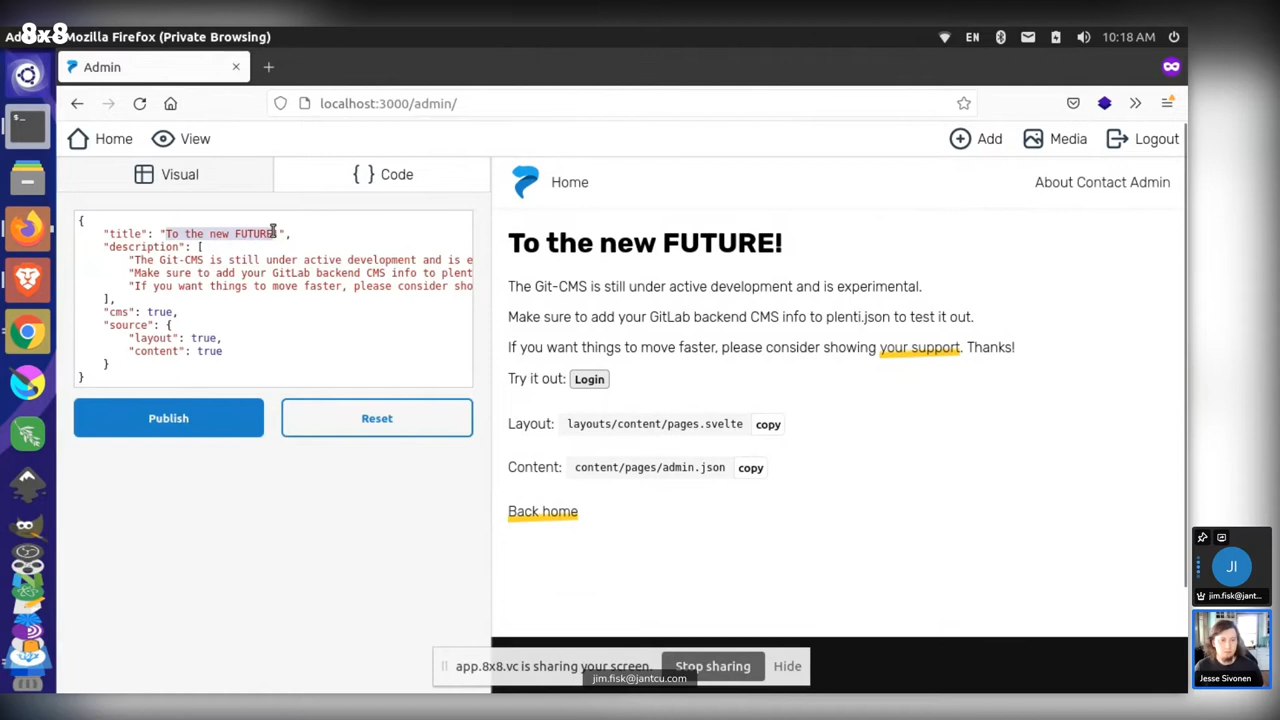 8x8
Ad
Mozilla Firefox (Private Browsing)
EN
10:18 AM
Admin
localhost:3000/admin/
Home
View
Add
Media
Logout
Visual
{ } Code
{
"title": "To the new FUTURE!",
"description": [
"The Git-CMS is still under active development and is e
"Make sure to add your GitLab backend CMS info to plent
"If you want things to move faster, please consider sho
],
"cms": true,
"source": {
"layout": true,
"content": true
}
}
Publish
Reset
Home
About Contact Admin
To the new FUTURE!
The Git-CMS is still under active development and is experimental.
Make sure to add your GitLab backend CMS info to plenti.json to test it out.
If you want things to move faster, please consider showing your support. Thanks!
Try it out: Login
Layout: layouts/content/pages.svelte copy
Content: content/pages/admin.json copy
Back home
app.8x8.vc is sharing your screen.
Stop sharing
Hide
jim.fisk@jantcu.com
JI
jim.fisk@jant...
Jesse Sivonen